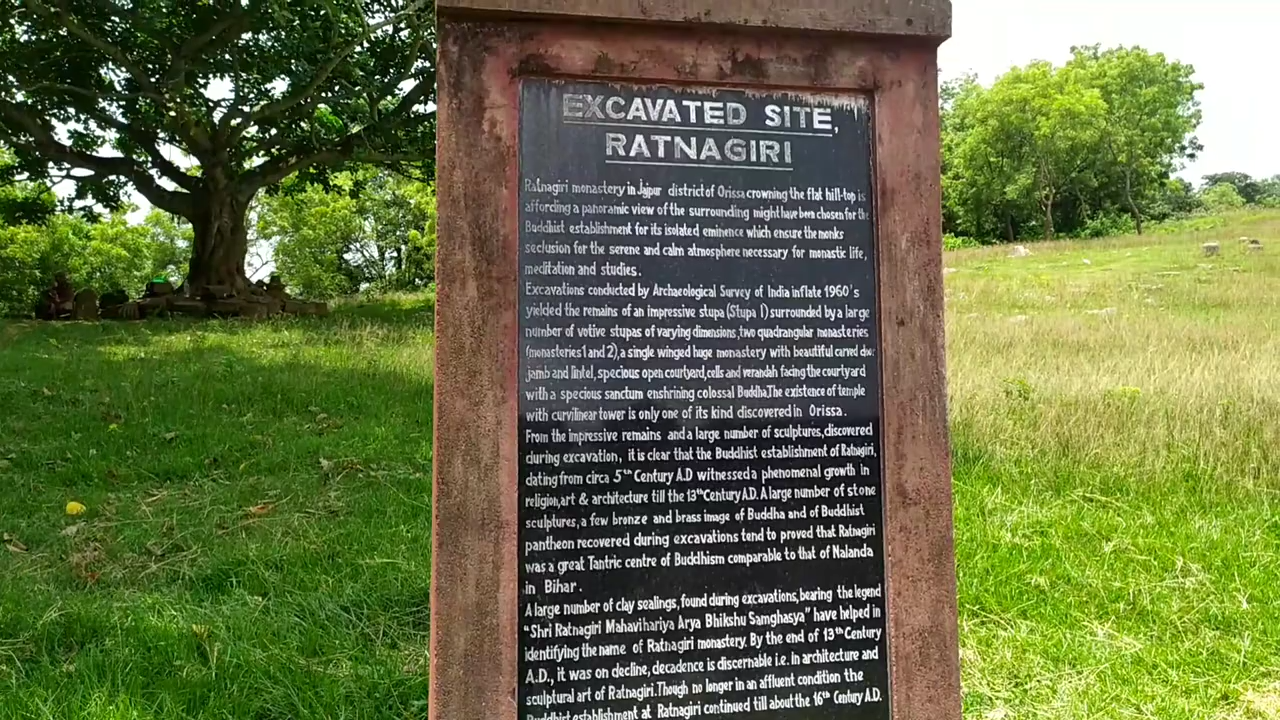 EXCAVATED SITE,
RATNAGIRI
Ratnagiri monastery in Jajpur district of Orissa crowning the flat hill-top is
affording a panoramic view of the surrounding might have been chosen for the
Buddhist establishment for its isolated eminence which ensure the monks
seclusion for the serene and calm atmosphere necessary for monastic life,
meditation and studies.
Excavations conducted by Archaeological Survey of India inflate 1960's
yielded the remains of an impressive stupa (Stupa 1) surrounded by a large
number of votive stupas of varying dimensions, two quadrangular monasteries
(monasteries 1 and 2), a single winged huge monastery with beautiful carved
jamb and lintel, specious open courtyard, cells and verandah facing the courtyard
with a specious sanctum enshrining colossal Buddha.The existence of temple
with curvilinear tower is only one of its kind discovered in Orissa.
From the impressive remains and a large number of sculptures, discovered
during excavation, it is clear that the Buddhist establishment of Ratnagiri,
dating from circa 5th Century A.D witnessed a phenomenal growth in
religion, art & architecture till the 13th Century A.D. A large number of stone
sculptures, a few bronze and brass image of Buddha and of Buddhist
pantheon recovered during excavations tend to proved that Ratnagiri
was a great Tantric centre of Buddhism comparable to that of Nalanda
in Bihar.
A large number of clay sealings, found during excavations, bearing the legend
"Shri Ratnagiri Mahavihariya Arya Bhikshu Samghasya" have helped in
identifying the name of Ratnagiri monastery. By the end of 13th Century
A.D., it was on decline, decadence is discernable i.e. in architecture and
sculptural art of Ratnagiri. Though no longer in an affluent condition the
Buddhist establishment at Ratnagiri continued till about the 16th Century A.D.